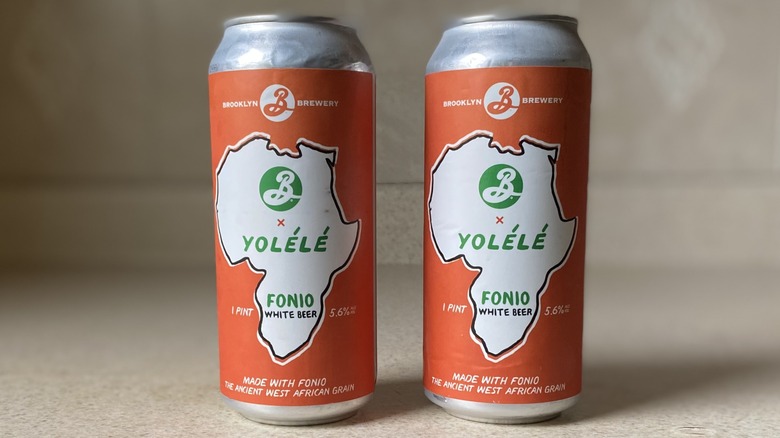 BROOKLYN B BREWERY
B
×
YOLÉLÉ
FONIO
WHITE BEER
1 PINT 5.6%
MADE WITH FONIO
THE ANCIENT WEST AFRICAN GRAIN
BROOKLYN B BREWERY
B
×
YOLÉLÉ
FONIO
WHITE BEER
1 PINT 5.6%
MADE WITH FONIO
THE ANCIENT WEST AFRICAN GRAIN